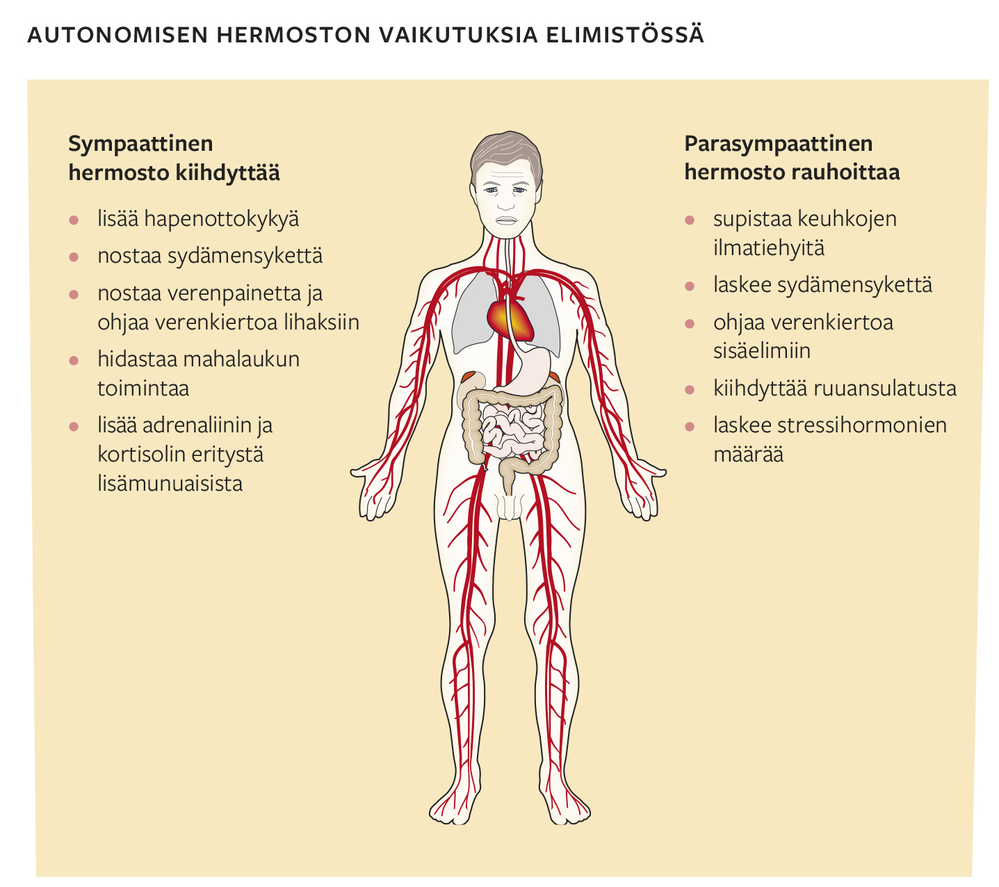 AUTONOMISEN HERMOSTON VAIKUTUKSIA ELIMISTÖSSÄ
Sympaattinen
hermosto kiihdyttää
• lisää hapenottokykyä
• nostaa sydämensykettä
• nostaa verenpainetta ja
ohjaa verenkiertoa lihaksiin
• hidastaa mahalaukun
toimintaa
• lisää adrenaliinin ja
kortisolin eritystä
lisämunuaisista
Parasympaattinen
hermosto rauhoittaa
• supistaa keuhkojen
ilmatiehyitä
• laskee sydämensykettä
• ohjaa verenkiertoa
sisäelimiin
• kiihdyttää ruuansulatusta
• laskee stressihormonien
määrää